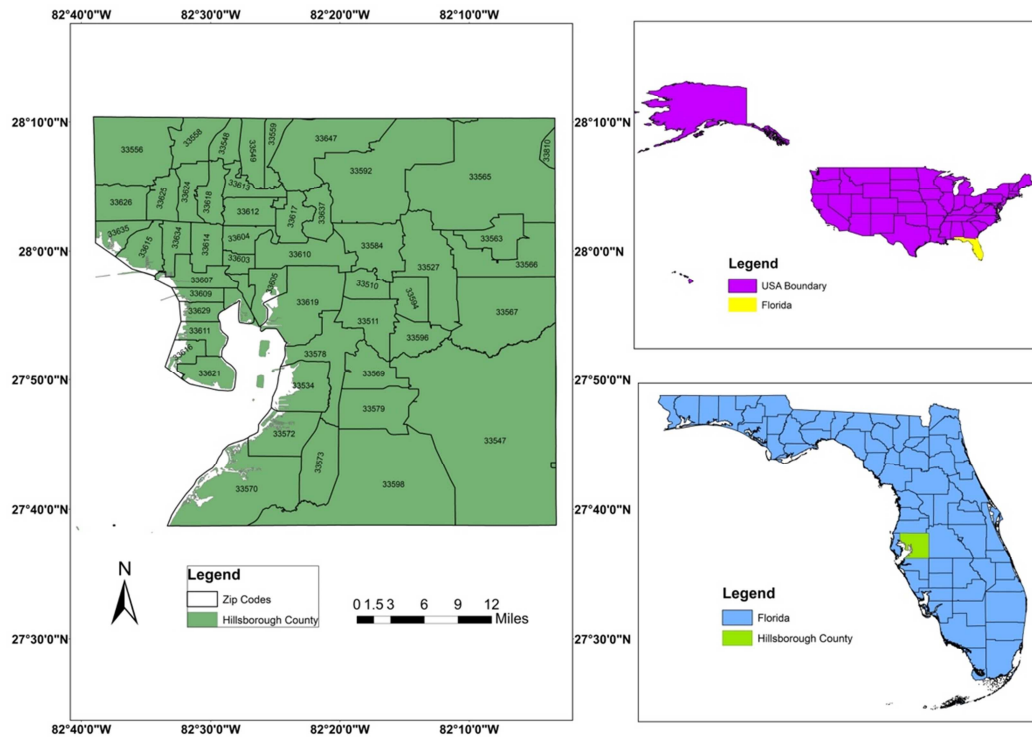 82°40'0"W 82°30'0"W 82°20'0"W 82°10'0"W
28°10'0"N
28°0'0"N
27°50'0"N
27°40'0"N
27°30'0"N
33556
33558
33548
33549
33559
33647
33592
33565
33810
33626
33625
33624
33618
33613
33612
33617
33637
33635
33615
33634
33614
33604
33603
33610
33584
33527
33563
33566
33607
33605
33609
33619
33510
33594
33567
33629
33611
33511
33596
33616
33621
33578
33534
33569
33579
33547
33572
33573
33570
33598
N
Legend
Zip Codes
Hillsborough County
0 1.5 3 6 9 12
Miles
82°40'0"W 82°30'0"W 82°20'0"W 82°10'0"W
28°10'0"N
28°0'0"N
27°50'0"N
27°40'0"N
27°30'0"N
Legend
USA Boundary
Florida
Legend
Florida
Hillsborough County